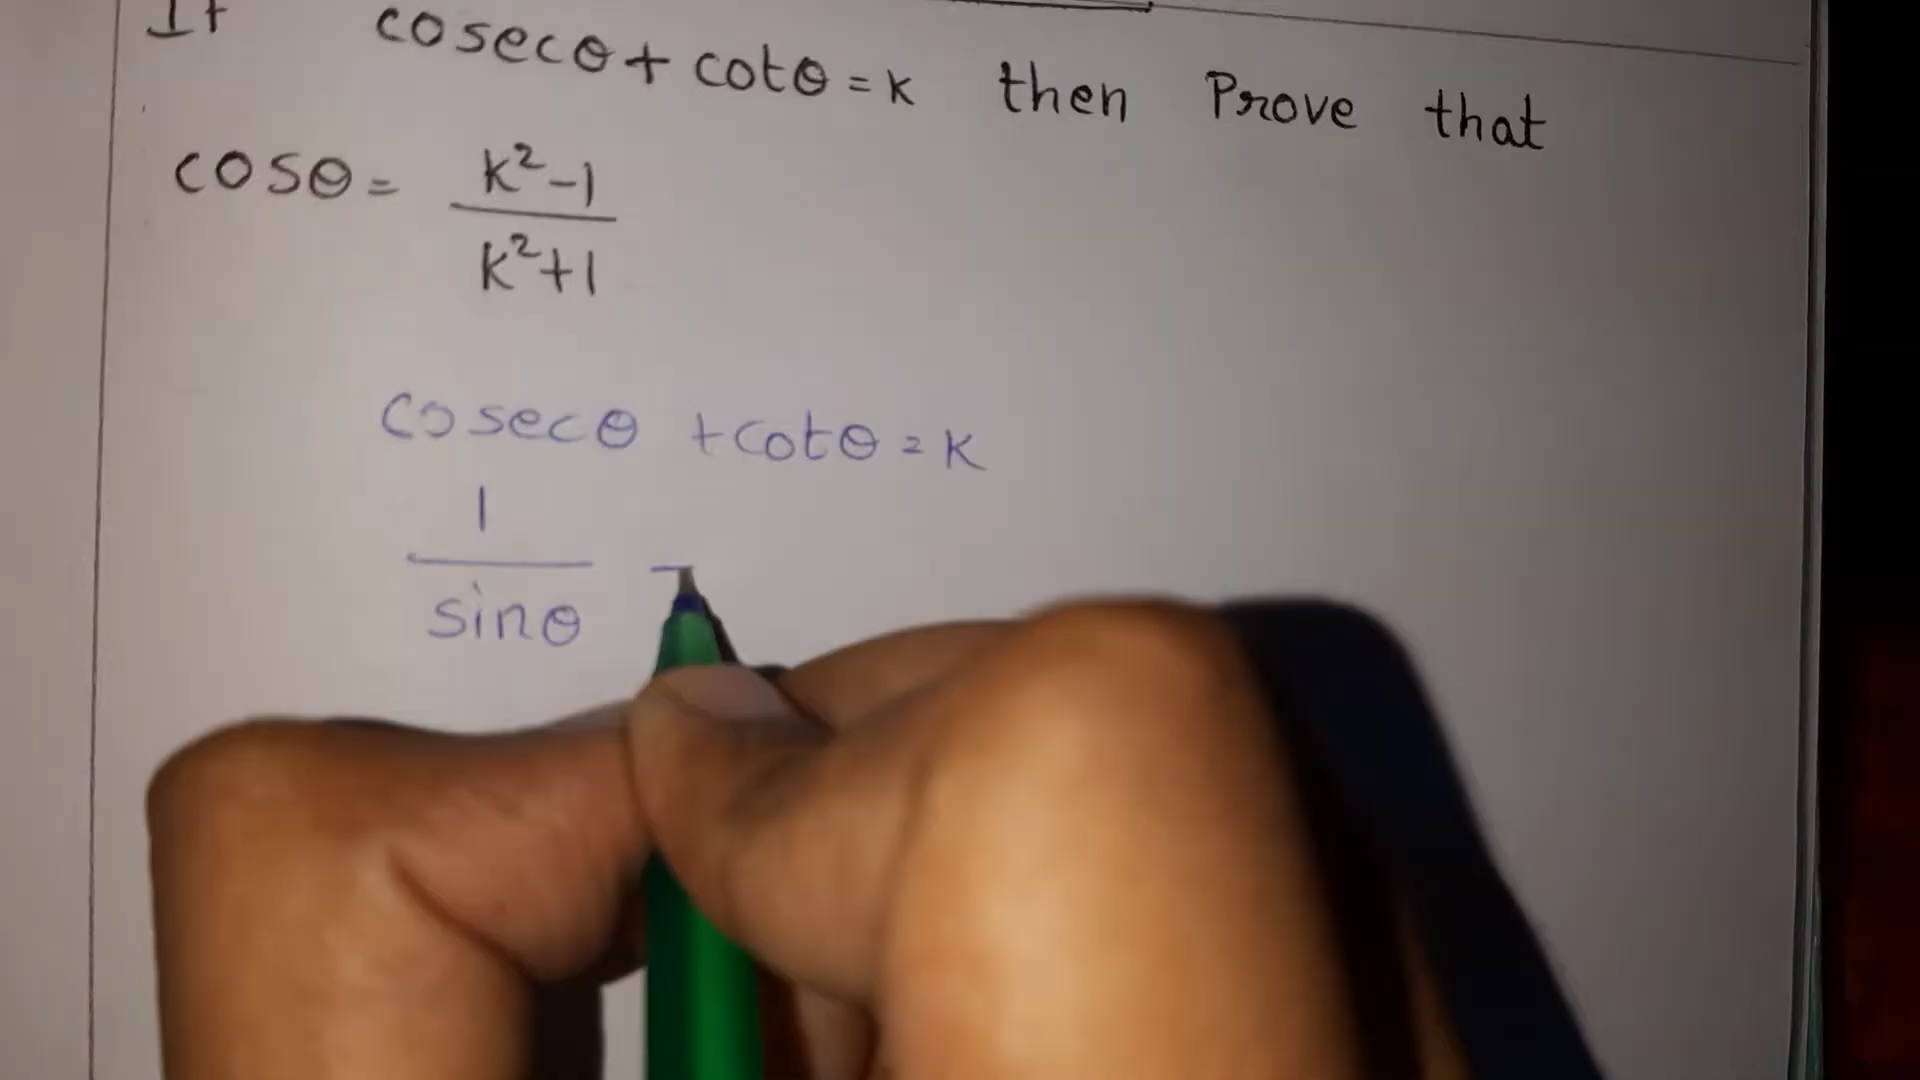 If cosecθ + cotθ = k then Prove that
cosθ = k²-1 / k²+1
cosecθ + cotθ = k
1 / sinθ